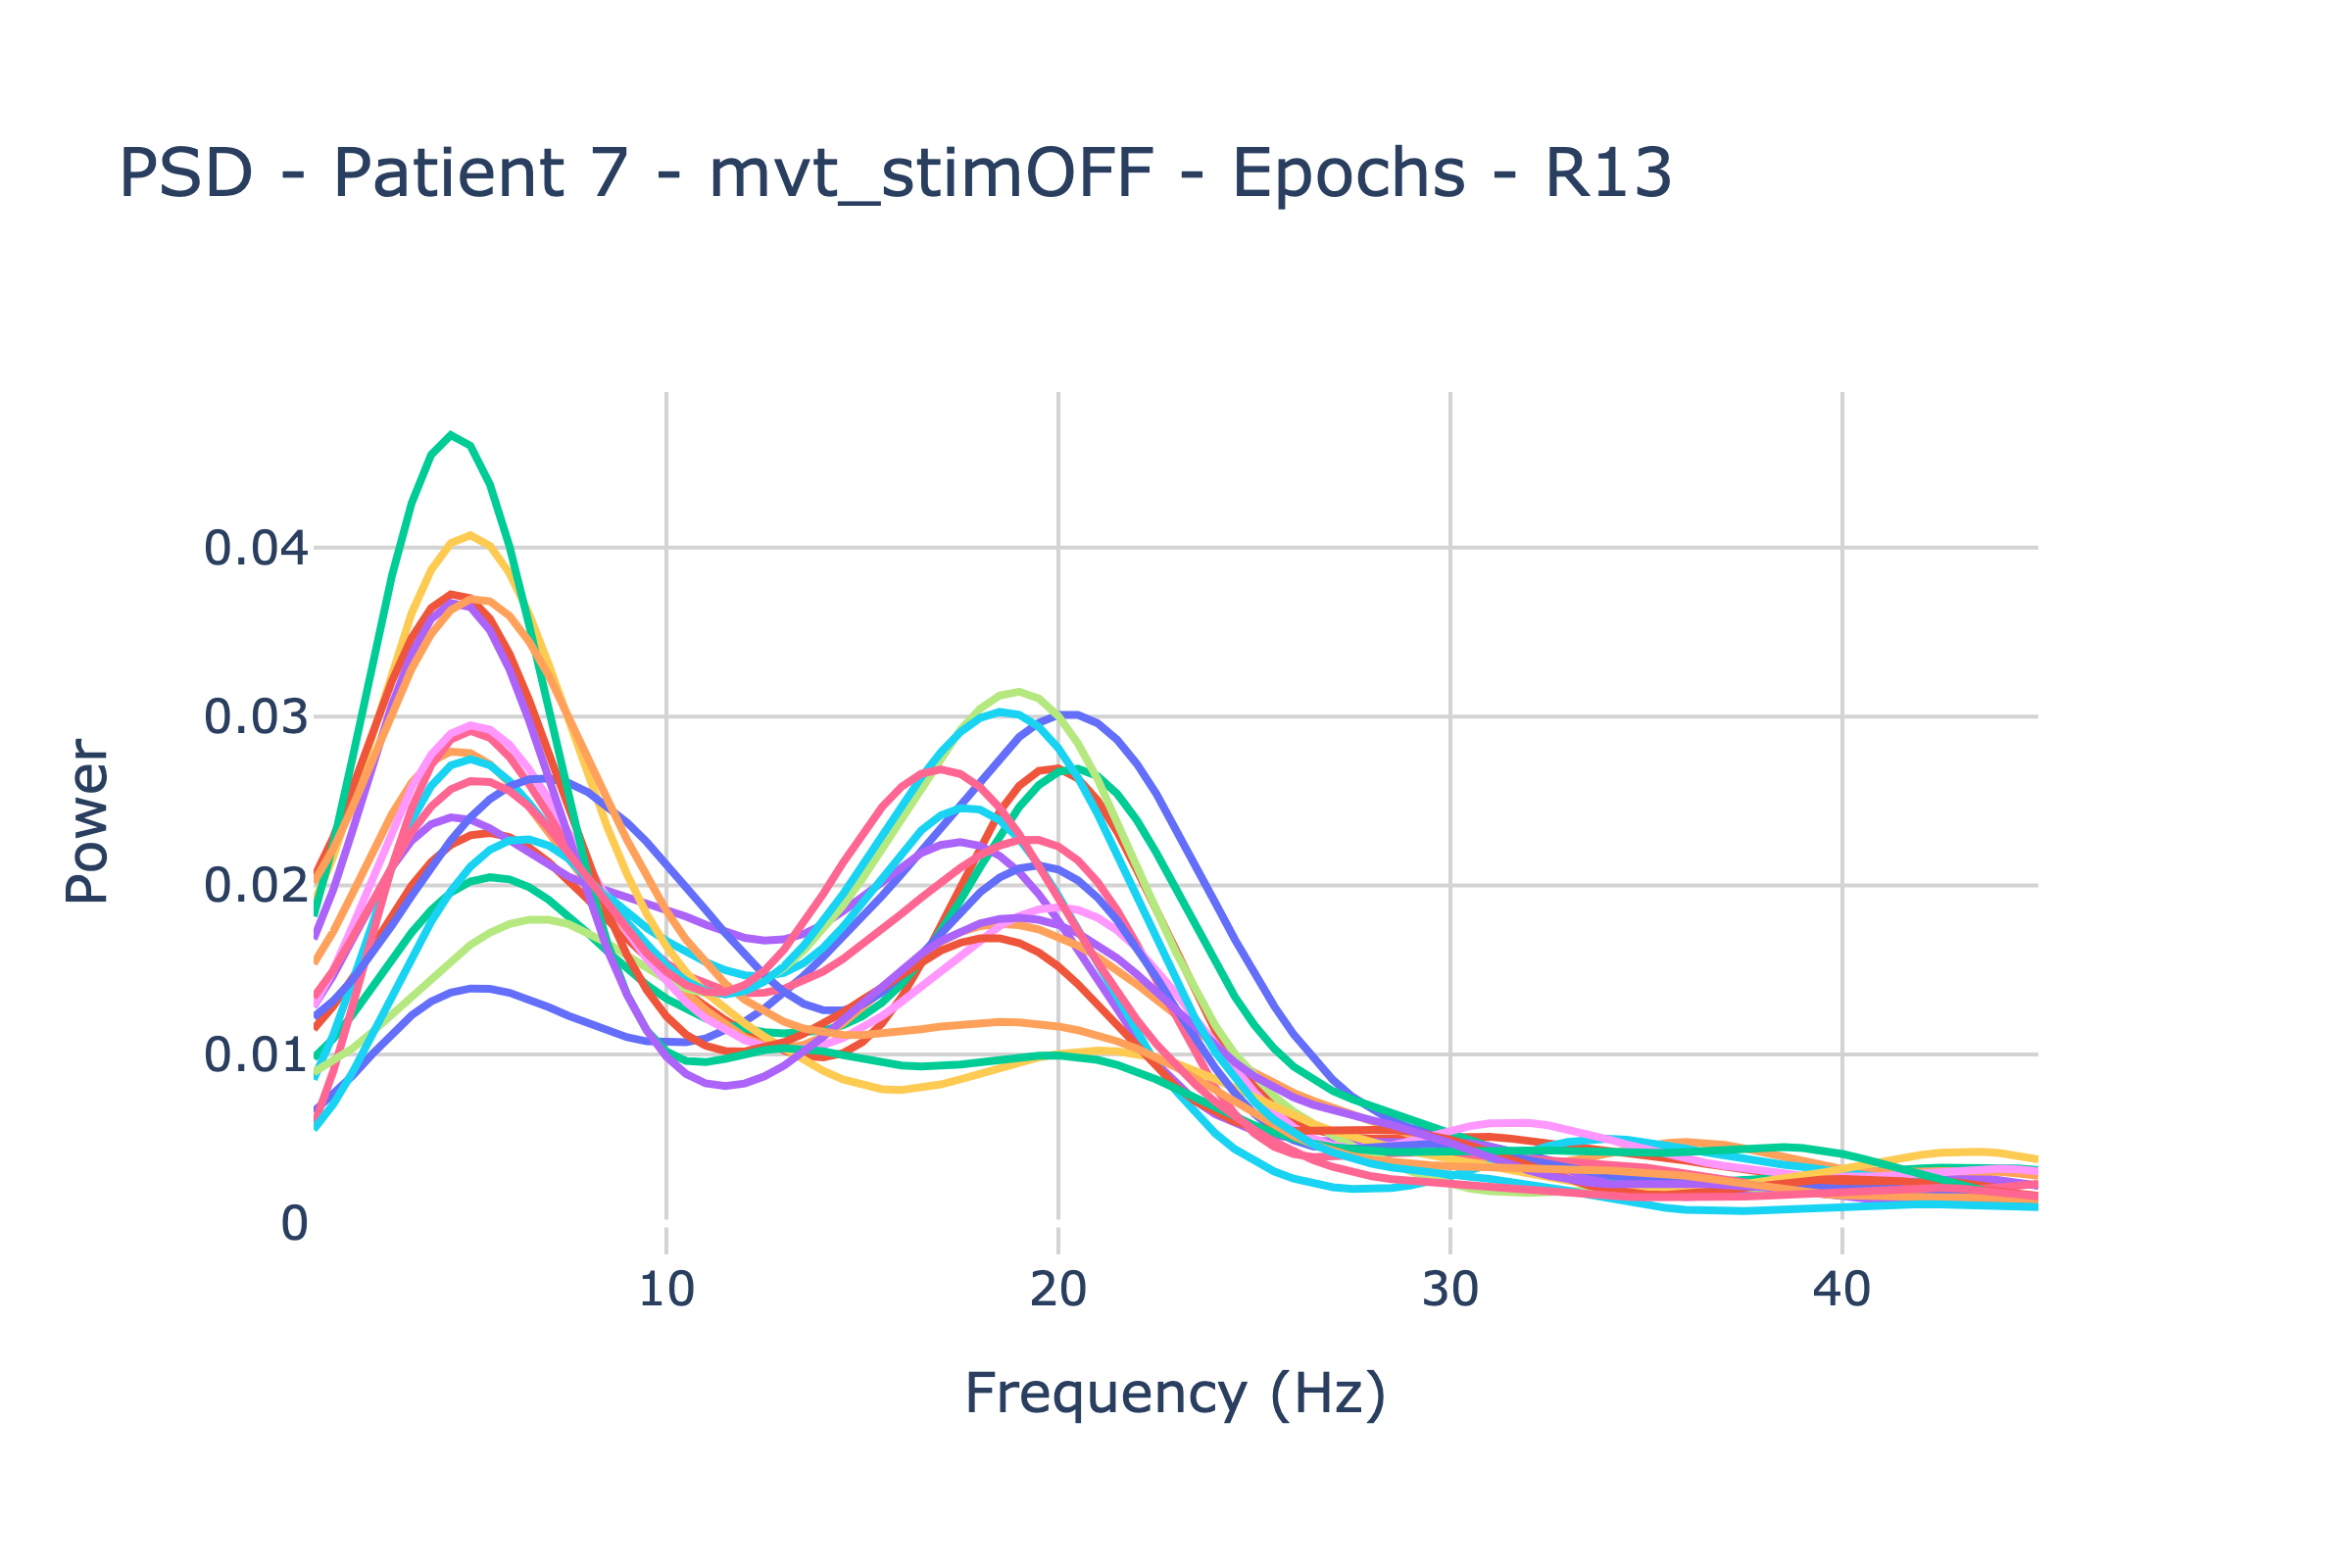 PSD - Patient 7 - mvt_stimOFF - Epochs - R13
0.04
0.03
0.02
0.01
0
Power
10 20 30 40
Frequency (Hz)